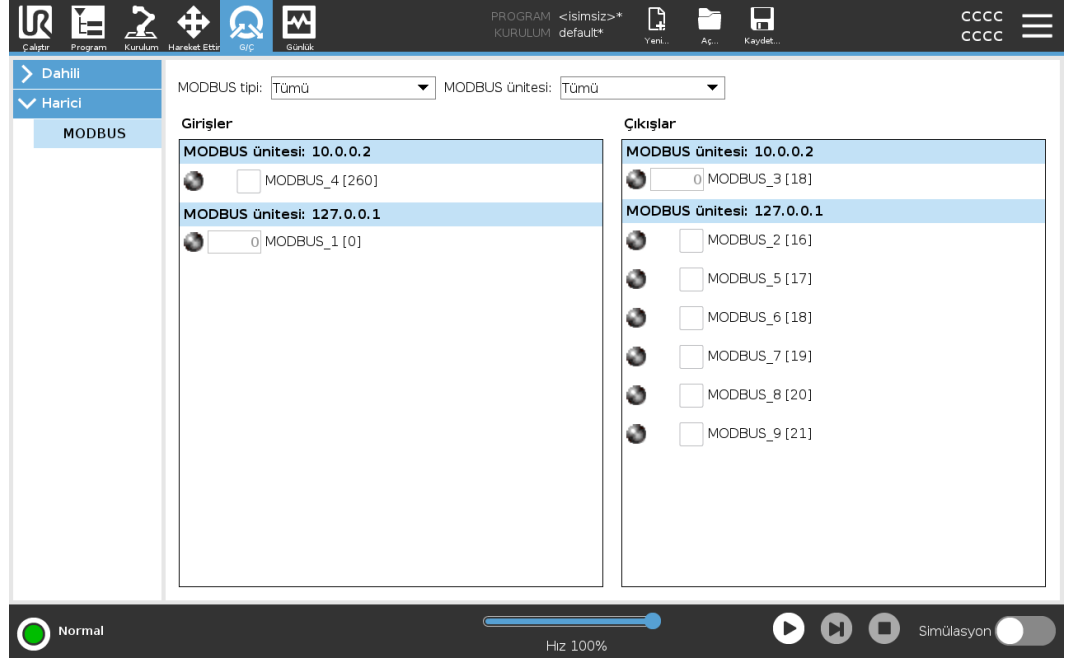 PROGRAM <isimsiz>*
KURULUM default*
Çalıştır Program Kurulum Hareket Ettir G/Ç Günlük
Yeni... Aç... Kaydet...
CCCC
CCCC
Dahili
Harici
MODBUS
MODBUS tipi: Tümü MODBUS ünitesi: Tümü
Girişler
MODBUS ünitesi: 10.0.0.2
MODBUS_4 [260]
MODBUS ünitesi: 127.0.0.1
0 MODBUS_1 [0]
Çıkışlar
MODBUS ünitesi: 10.0.0.2
0 MODBUS_3 [18]
MODBUS ünitesi: 127.0.0.1
MODBUS_2 [16]
MODBUS_5 [17]
MODBUS_6 [18]
MODBUS_7 [19]
MODBUS_8 [20]
MODBUS_9 [21]
Normal
Hız 100%
Simülasyon